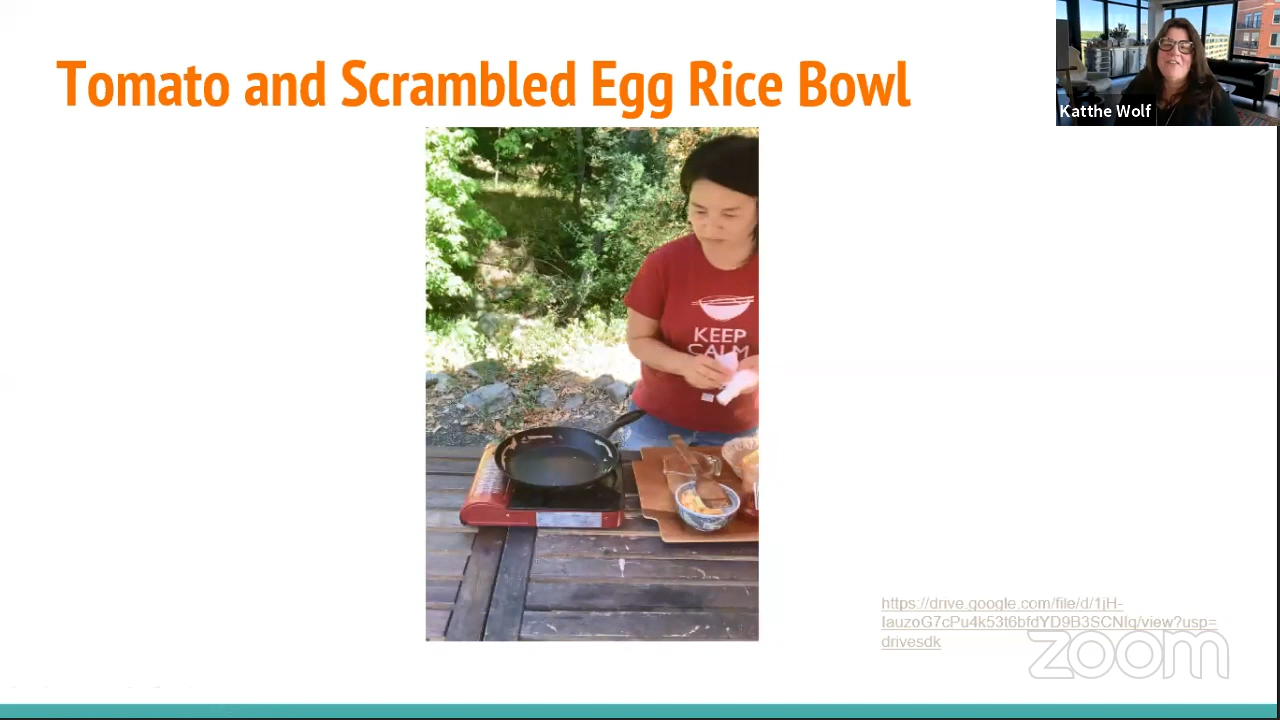 Tomato and Scrambled Egg Rice Bowl
Katthe Wolf
KEEP
CALM
https://drive.google.com/file/d/1jH-
IauzoG7cPu4k53t6bfdYD9B3SCNIq/view?usp=
drivesdk
zoom